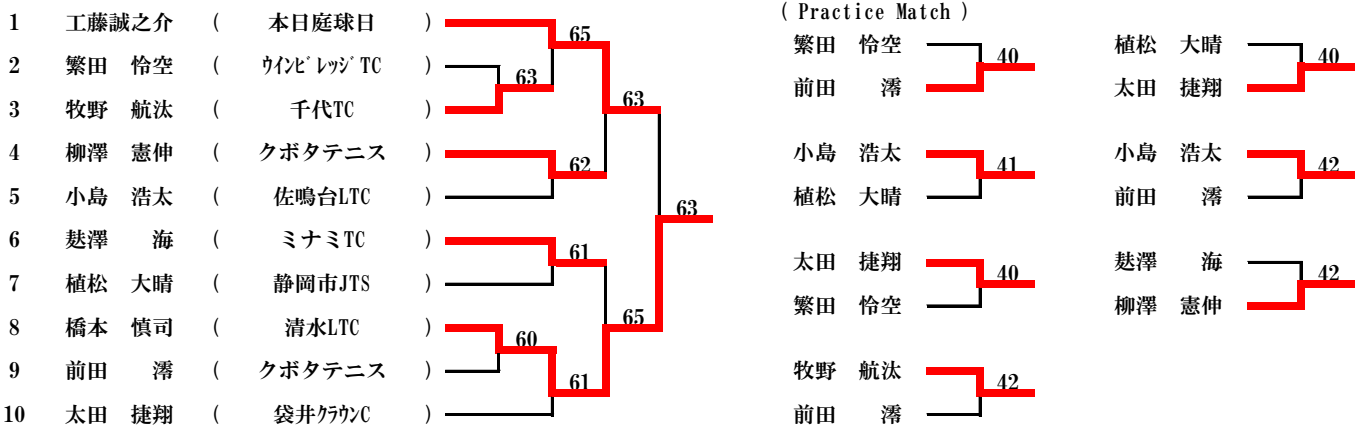 ( Practice Match )
1 工藤誠之介 ( 本日庭球日 )
2 繁田 怜空 ( ウインビレッジTC )
3 牧野 航汰 ( 千代TC )
4 柳澤 憲伸 ( クボタテニス )
5 小島 浩太 ( 佐鳴台LTC )
6 趙澤 海 ( ミナミTC )
7 植松 大晴 ( 静岡市JTS )
8 橋本 慎司 ( 清水LTC )
9 前田 澪 ( クボタテニス )
10 太田 捷翔 ( 袋井クラウンC )
65
63
62
61
60
61
63
65
63
繁田 怜空
前田 澪
40
小島 浩太
植松 大晴
41
太田 捷翔
繁田 怜空
40
牧野 航汰
前田 澪
42
植松 大晴
太田 捷翔
40
小島 浩太
前田 澪
42
澤 海
柳澤 憲伸
42